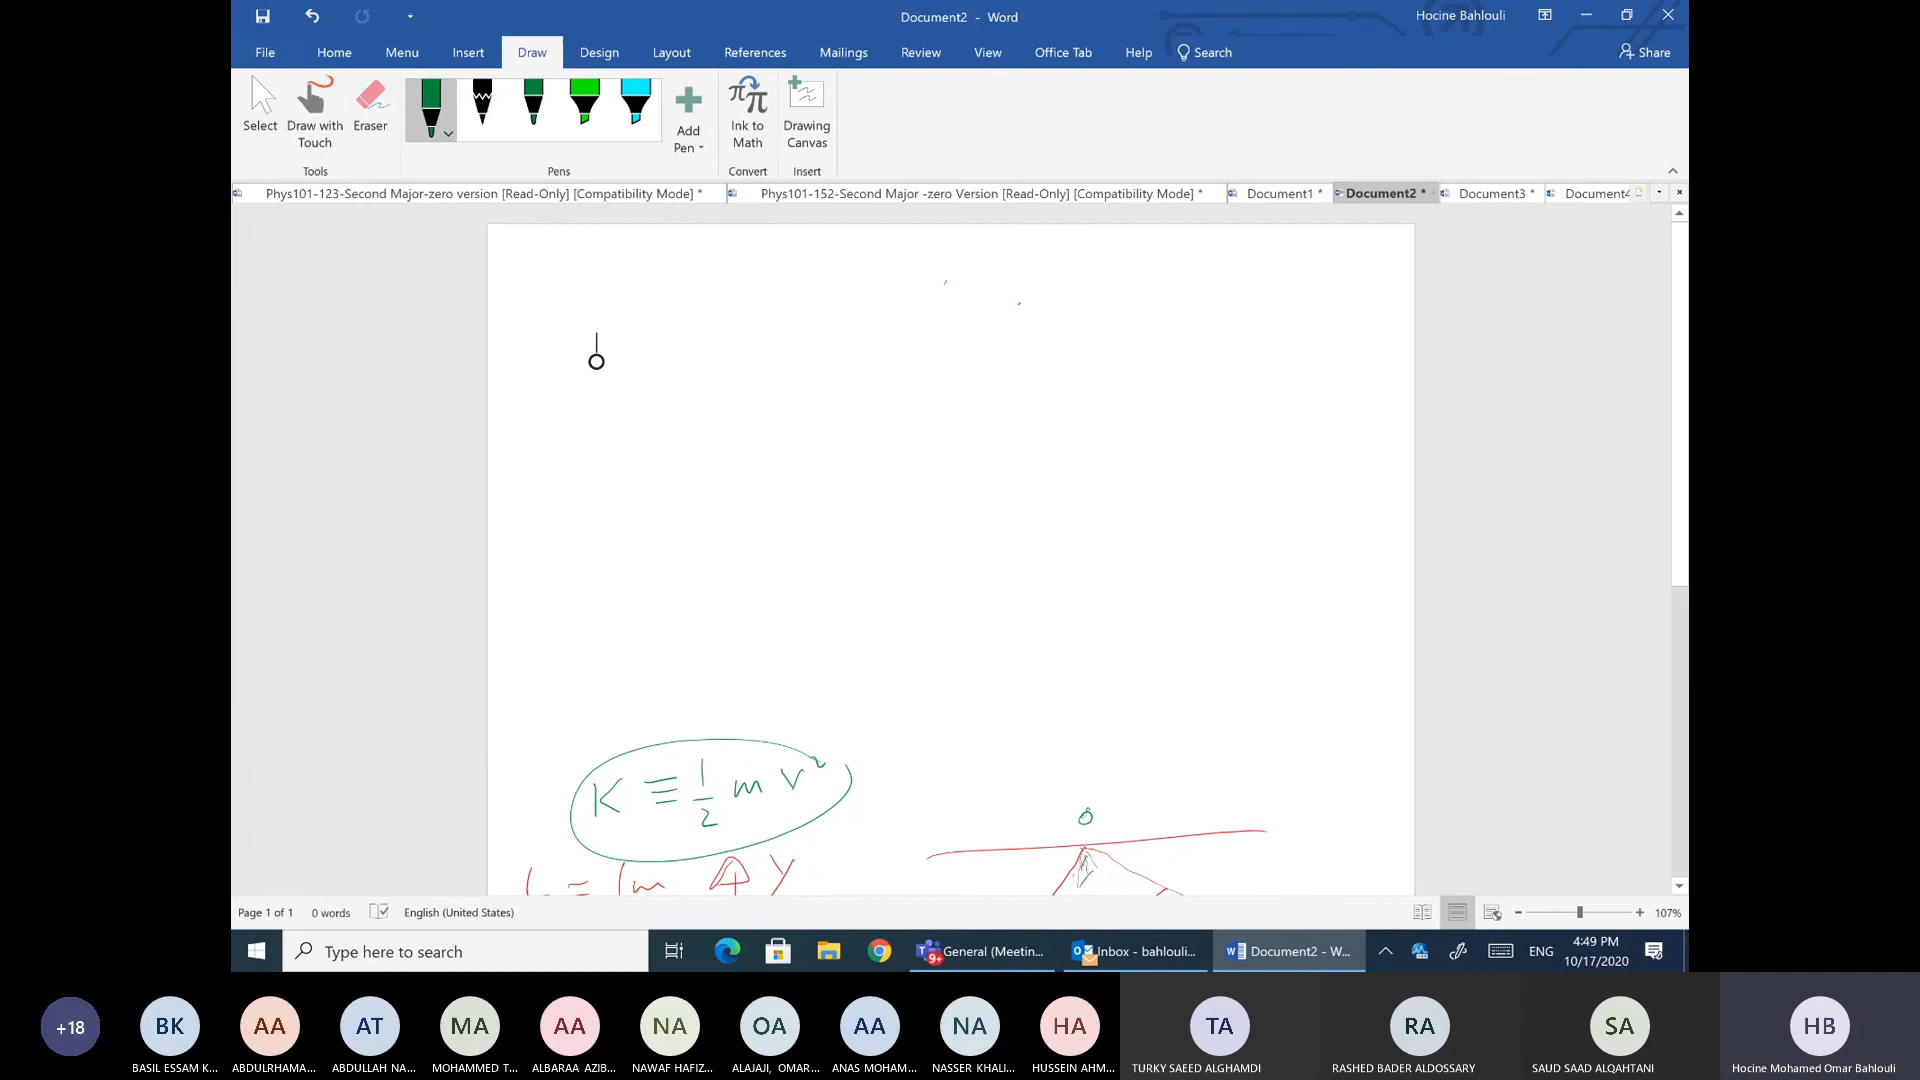 Document2 - Word
Hocine Bahlouli
File Home Menu Insert Draw Design Layout References Mailings Review View Office Tab Help Search Share
Select
Draw with Touch
Eraser
Add Pen
Ink to Math
Drawing Canvas
Tools Pens Convert Insert
Phys101-123-Second Major-zero version [Read-Only] [Compatibility Mode] * Phys101-152-Second Major -zero Version [Read-Only] [Compatibility Mode] * Document1 * Document2 * Document3 * Document4
K ≡ 1/2 m v²
0
Page 1 of 1 0 words English (United States) 107%
Type here to search
General (Meetin...
9+
Inbox - bahlouli...
Document2 - W...
ENG
4:49 PM
10/17/2020
+18 BK AA AT MA AA NA OA AA NA HA TA RA SA HB
BASIL ESSAM K... ABDULRHAMA... ABDULLAH NA... MOHAMMED T... ALBARAA AZIB... NAWAF HAFIZ... ALAJAJI, OMAR... ANAS MOHAM... NASSER KHALI... HUSSEIN AHM... TURKY SAEED ALGHAMDI RASHED BADER ALDOSSARY SAUD SAAD ALQAHTANI Hocine Mohamed Omar Bahlouli